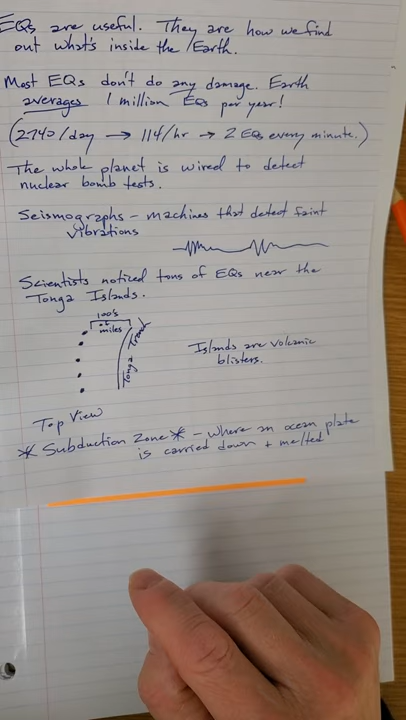 EQs are useful. They are how we find
out what's inside the Earth.
Most EQs don't do any damage. Earth
averages 1 million EQs per year!
(2740/day → 114/hr → 2 EQs every minute.)
The whole planet is wired to detect
nuclear bomb tests.
Seismographs - machines that detect faint
vibrations
Scientists noticed tons of EQs near the
Tonga Islands.
100's
of
miles
Tonga Trench
Islands are volcanic
blisters.
Top View
* Subduction Zone * - where an ocean plate
is carried down + melted